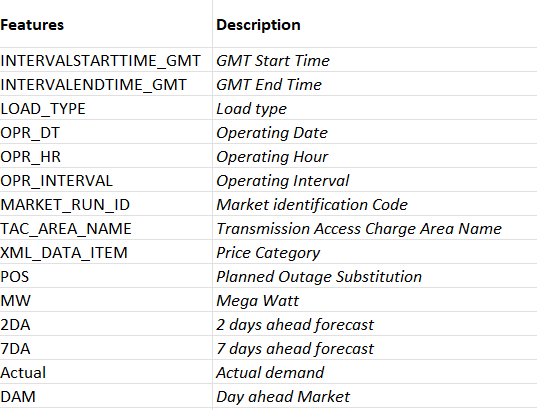 Features Description
INTERVALSTARTTIME_GMT GMT Start Time
INTERVALENDTIME_GMT GMT End Time
LOAD_TYPE Load type
OPR_DT Operating Date
OPR_HR Operating Hour
OPR_INTERVAL Operating Interval
MARKET_RUN_ID Market identification Code
TAC_AREA_NAME Transmission Access Charge Area Name
XML_DATA_ITEM Price Category
POS Planned Outage Substitution
MW Mega Watt
2DA 2 days ahead forecast
7DA 7 days ahead forecast
Actual Actual demand
DAM Day ahead Market